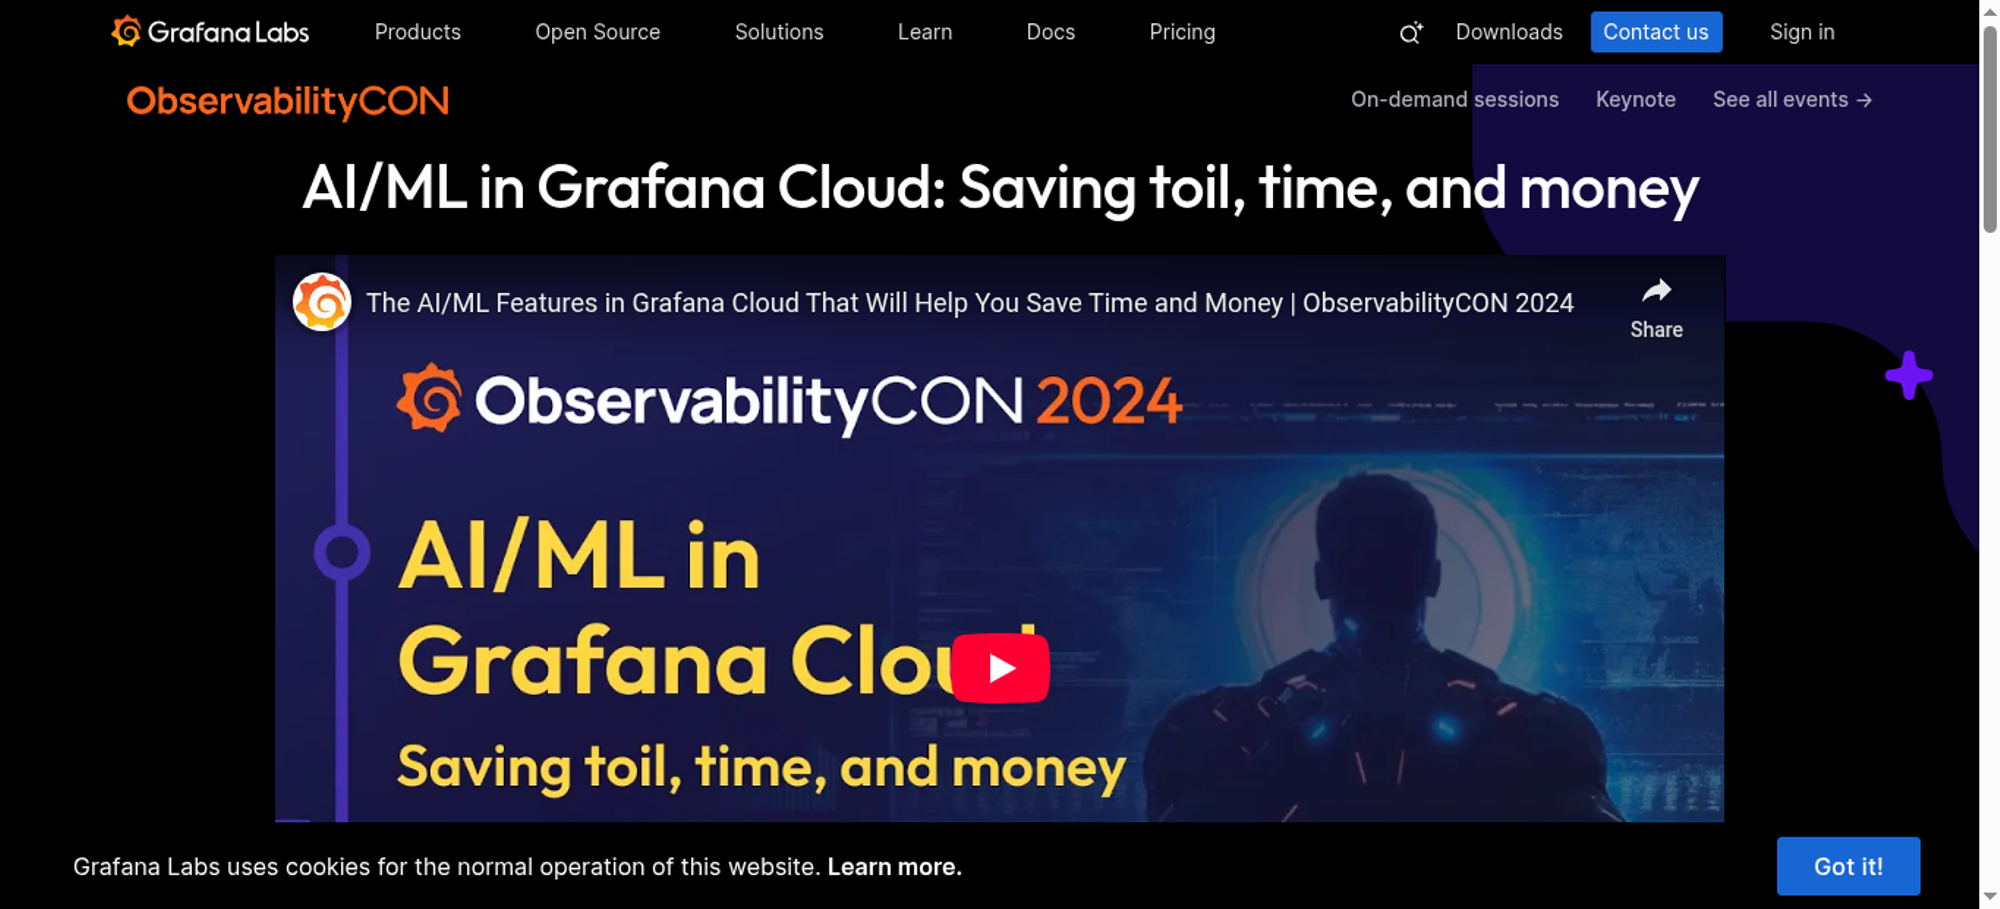 Grafana Labs Products Open Source Solutions Learn Docs Pricing Downloads Contact us Sign in
ObservabilityCON On-demand sessions Keynote See all events →
AI/ML in Grafana Cloud: Saving toil, time, and money
The AI/ML Features in Grafana Cloud That Will Help You Save Time and Money | ObservabilityCON 2024
Share
ObservabilityCON 2024
AI/ML in
Grafana Cloud
Saving toil, time, and money
Grafana Labs uses cookies for the normal operation of this website. Learn more.
Got it!